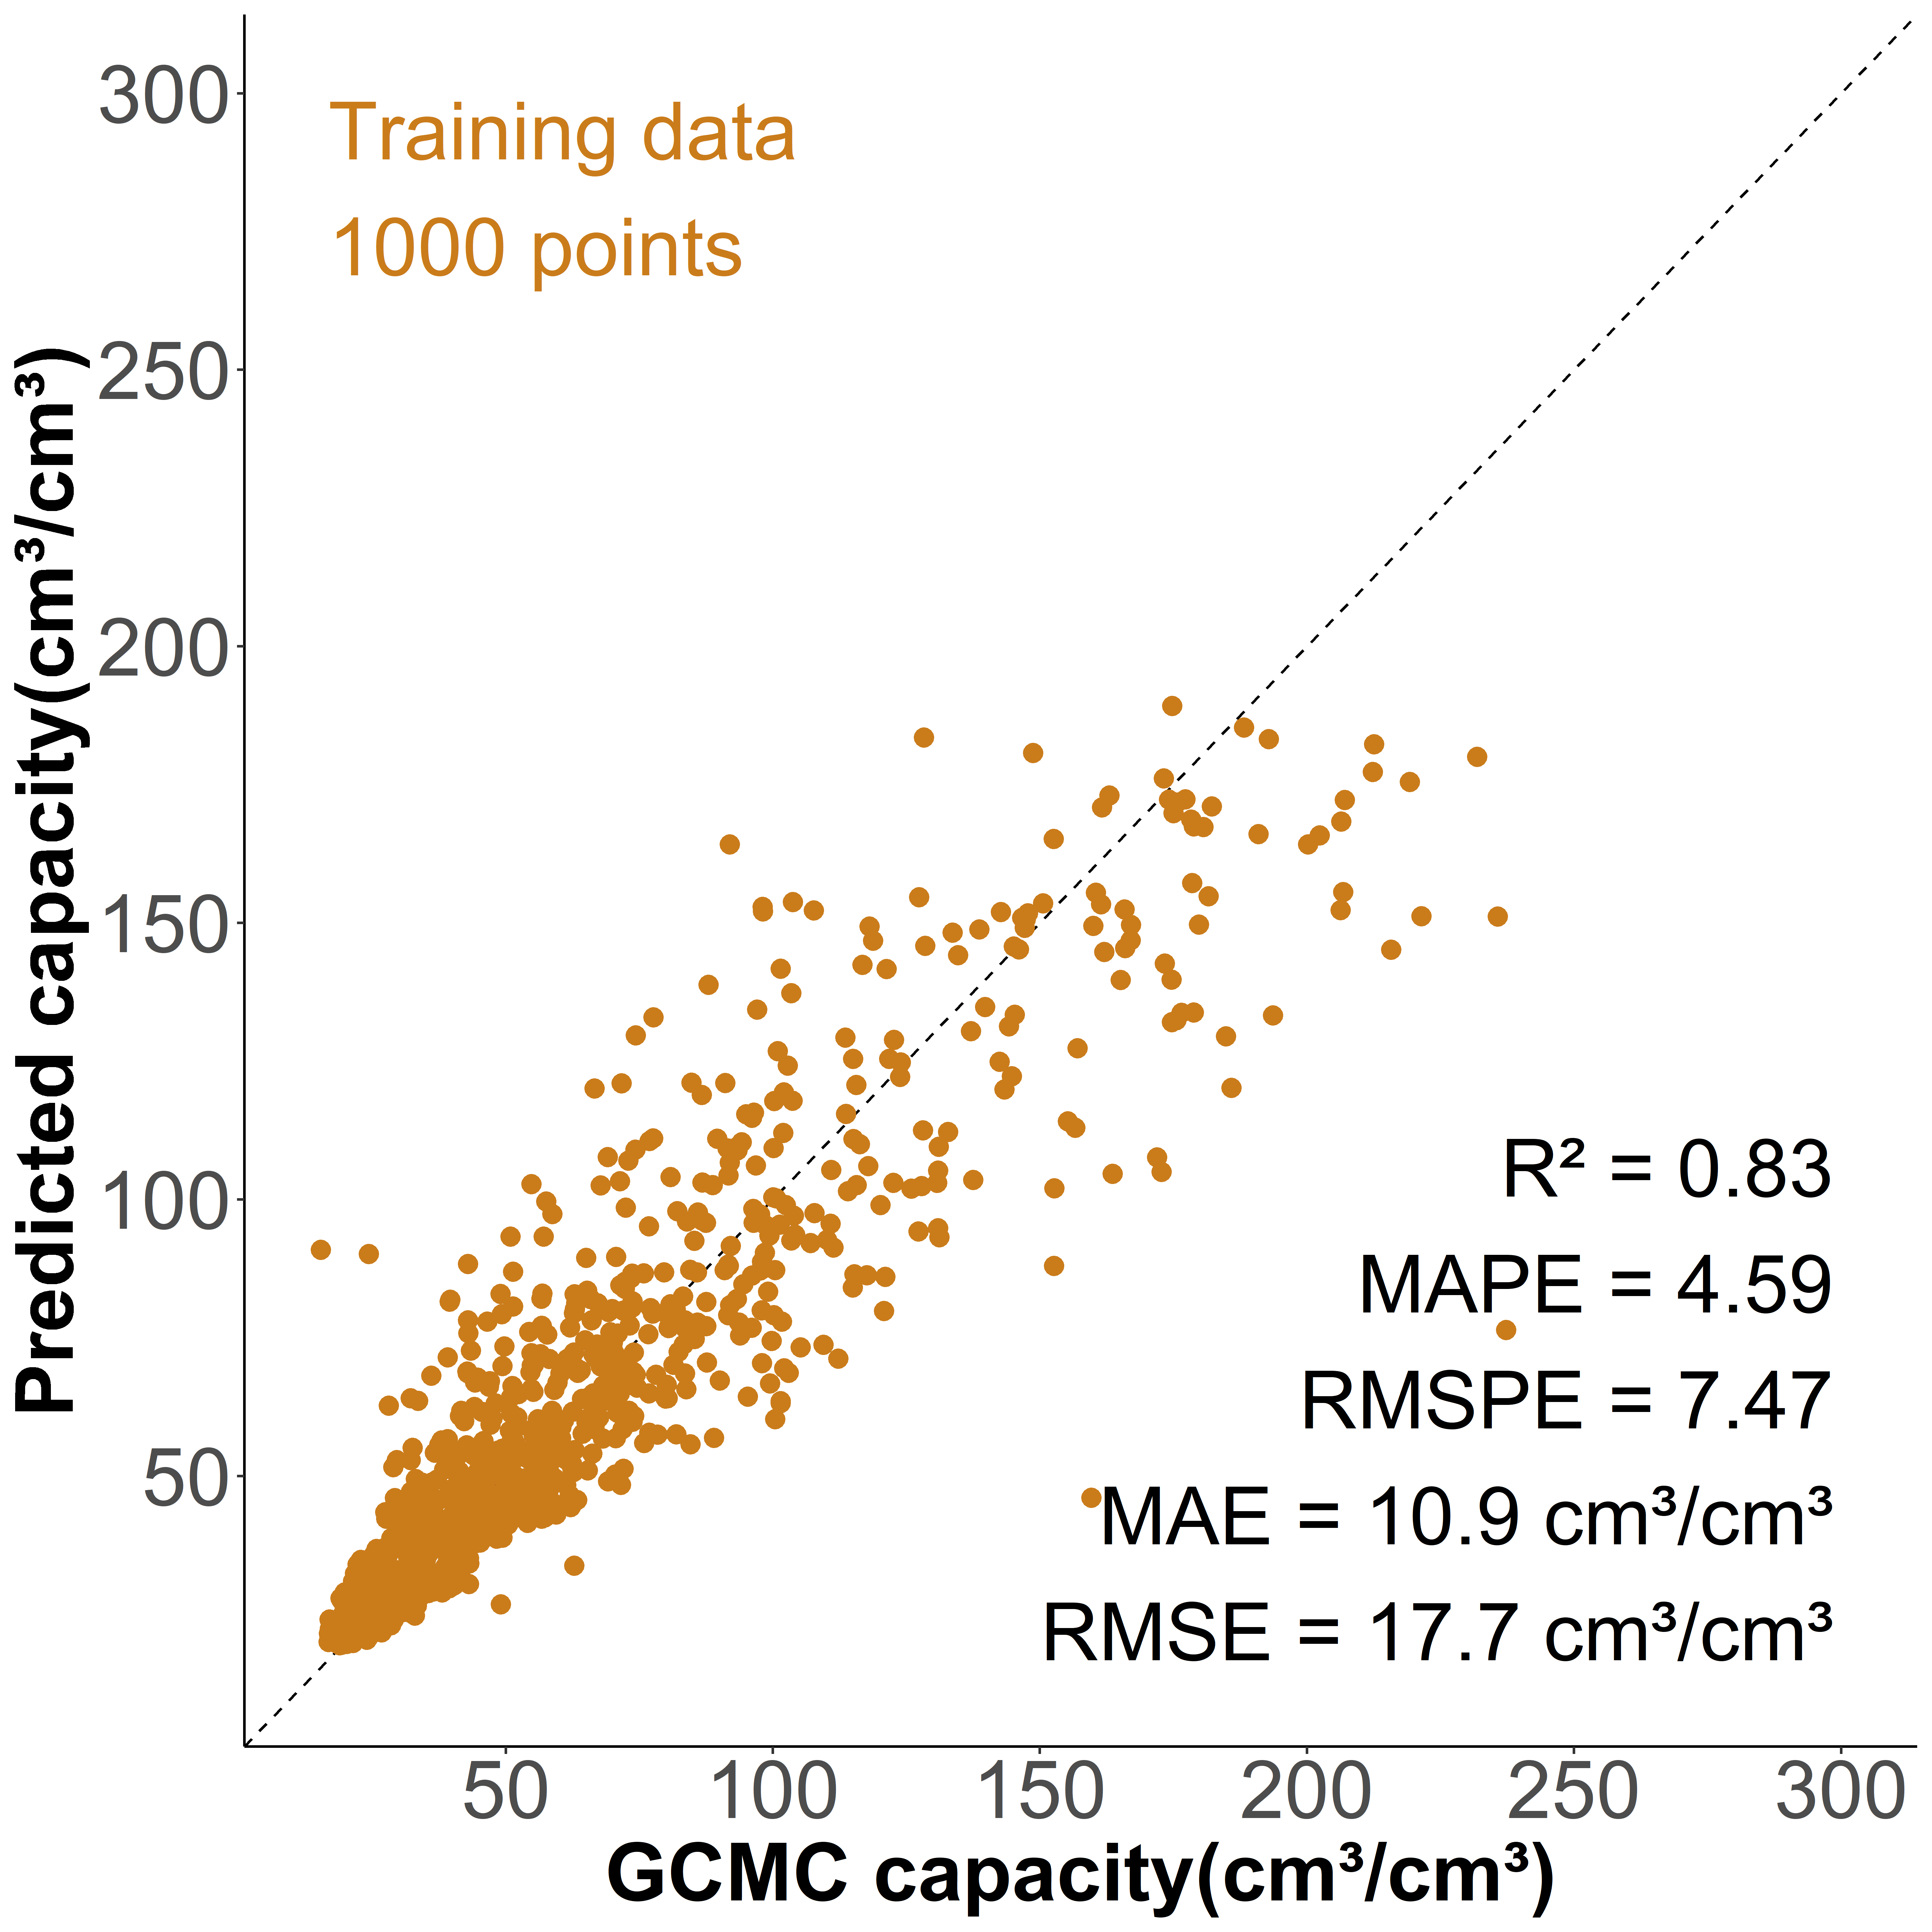 Predicted capacity(cm³/cm³)
300
250
200
150
100
50
Training data
1000 points
R² = 0.83
MAPE = 4.59
RMSPE = 7.47
MAE = 10.9 cm³/cm³
RMSE = 17.7 cm³/cm³
50 100 150 200 250 300
GCMC capacity(cm³/cm³)